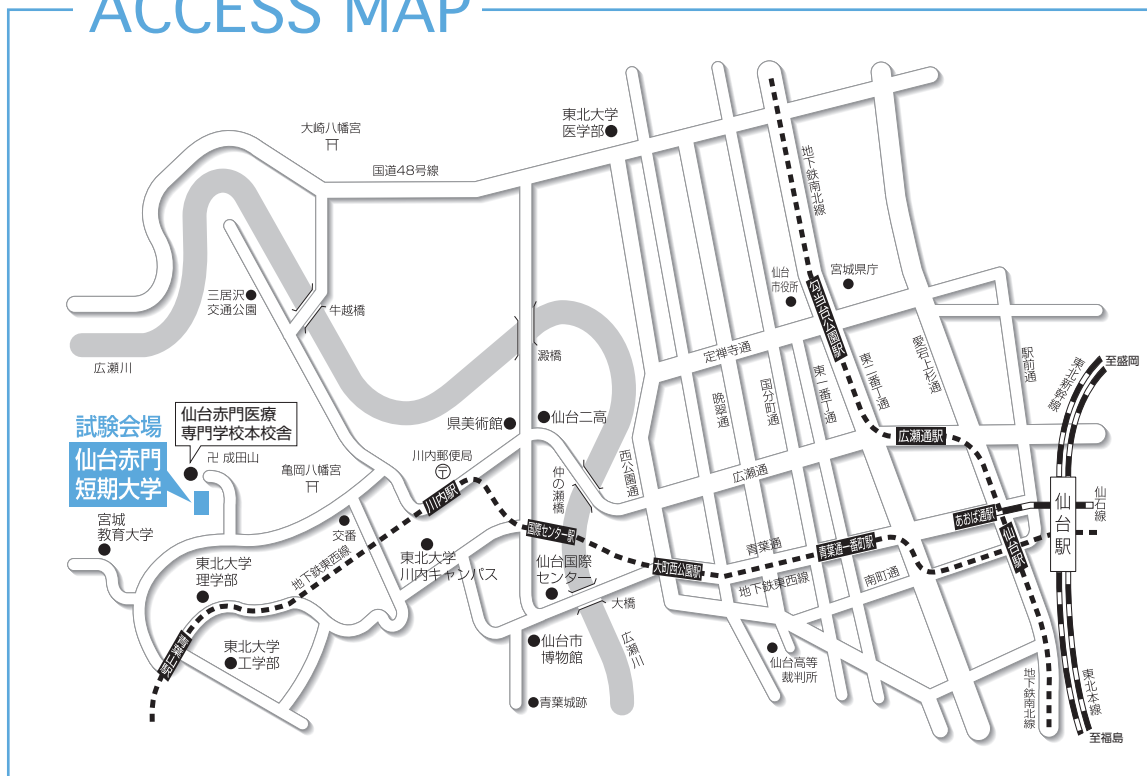 ACCESS MAP
大崎八幡宮
国道48号線
東北大学
医学部
地下鉄南北線
三居沢
交通公園
牛越橋
広瀬川
澱橋
仙台
市役所
宮城県庁
勾当台公園駅
定禅寺通
晩翠通
国分町通
東一番丁通
東二番丁通
愛宕上杉通
駅前通
東北新幹線
至盛岡
試験会場
仙台赤門
短期大学
仙台赤門医療
専門学校本校舎
卍 成田山
亀岡八幡宮
県美術館
仙台二高
川内郵便局
川内駅
仲の瀬橋
西公園通
広瀬通
広瀬通駅
仙石線
仙台駅
あおば通駅
仙台駅
宮城
教育大学
交番
東北大学
理学部
地下鉄東西線
東北大学
川内キャンパス
国際センター駅
仙台国際
センター
大町西公園駅
青葉通
青葉通一番町駅
地下鉄東西線
南町通
大橋
青葉山駅
東北大学
工学部
仙台市
博物館
広瀬川
青葉城跡
仙台高等
裁判所
地下鉄南北線
東北本線
至福島